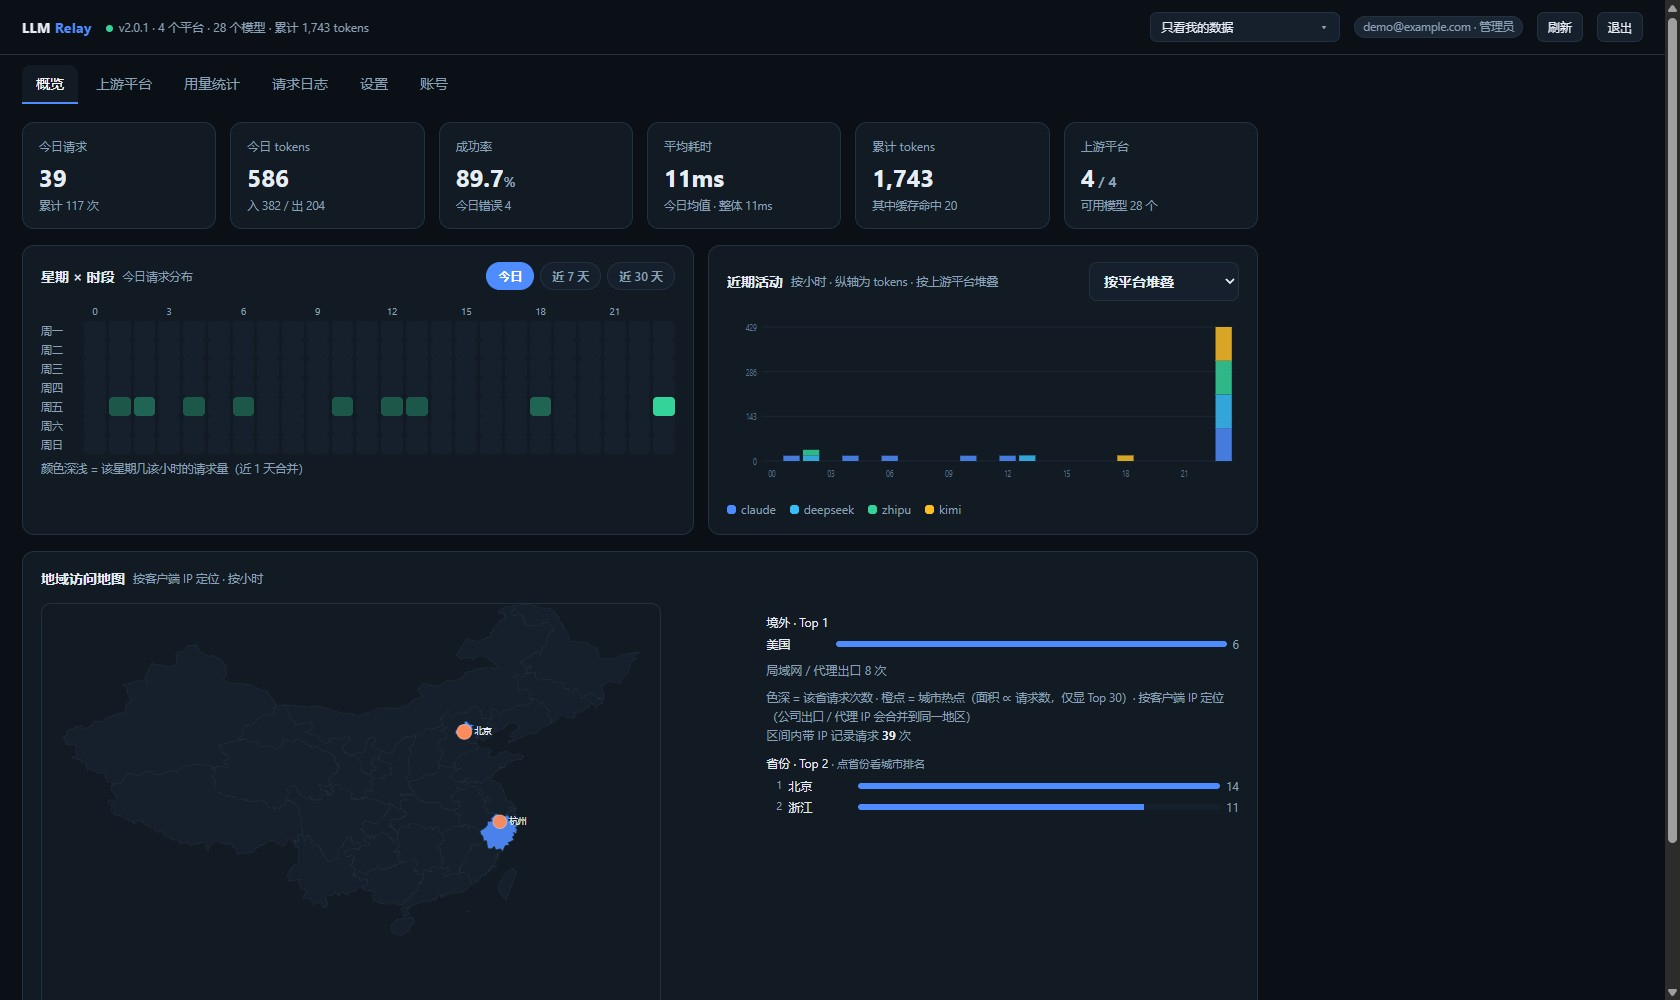 LLM Relay v2.0.1 · 4 个平台 · 28 个模型 · 累计 1,743 tokens 只看我的数据 demo@example.com · 管理员 刷新 退出
概览 上游平台 用量统计 请求日志 设置 账号
今日请求
39
累计 117 次
今日 tokens
586
入 382 / 出 204
成功率
89.7%
今日错误 4
平均耗时
11ms
今日均值 · 整体 11ms
累计 tokens
1,743
其中缓存命中 20
上游平台
4 / 4
可用模型 28 个
星期 × 时段 今日请求分布 今日 近 7 天 近 30 天
0 3 6 9 12 15 18 21
周一
周二
周三
周四
周五
周六
周日
颜色深浅 = 该星期几该小时的请求量（近 1 天合并）
近期活动 按小时 · 纵轴为 tokens · 按上游平台堆叠 按平台堆叠
429
286
143
0
00 03 06 09 12 15 18 21
claude deepseek zhipu kimi
地域访问地图 按客户端 IP 定位 · 按小时
北京
杭州
境外 · Top 1
美国 6
局域网 / 代理出口 8 次
色深 = 该省请求次数 · 橙点 = 城市热点（面积 ∝ 请求数，仅显 Top 30）· 按客户端 IP 定位
（公司出口 / 代理 IP 会合并到同一地区）
区间内带 IP 记录请求 39 次
省份 · Top 2 · 点省份看城市排名
1 北京 14
2 浙江 11